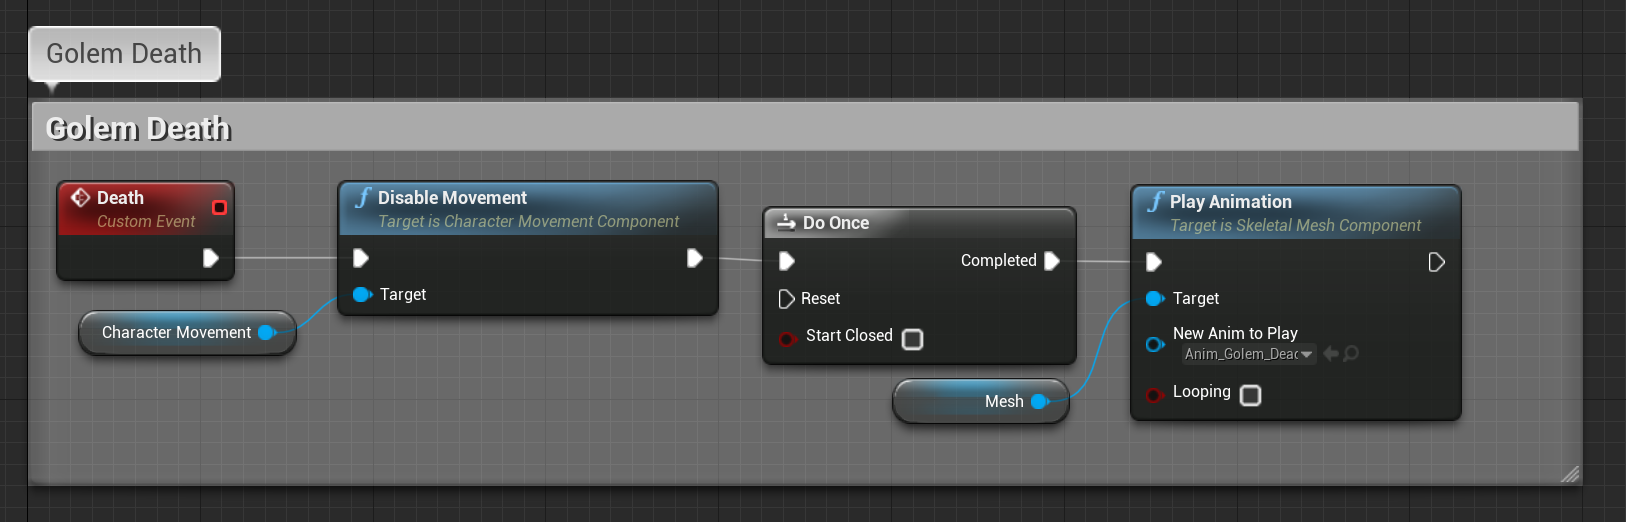 Golem Death
Golem Death
Death
Custom Event
Disable Movement
Target is Character Movement Component
Target
Character Movement
Do Once
Completed
Reset
Start Closed
Mesh
Play Animation
Target is Skeletal Mesh Component
Target
New Anim to Play
Anim_Golem_Deac
Looping